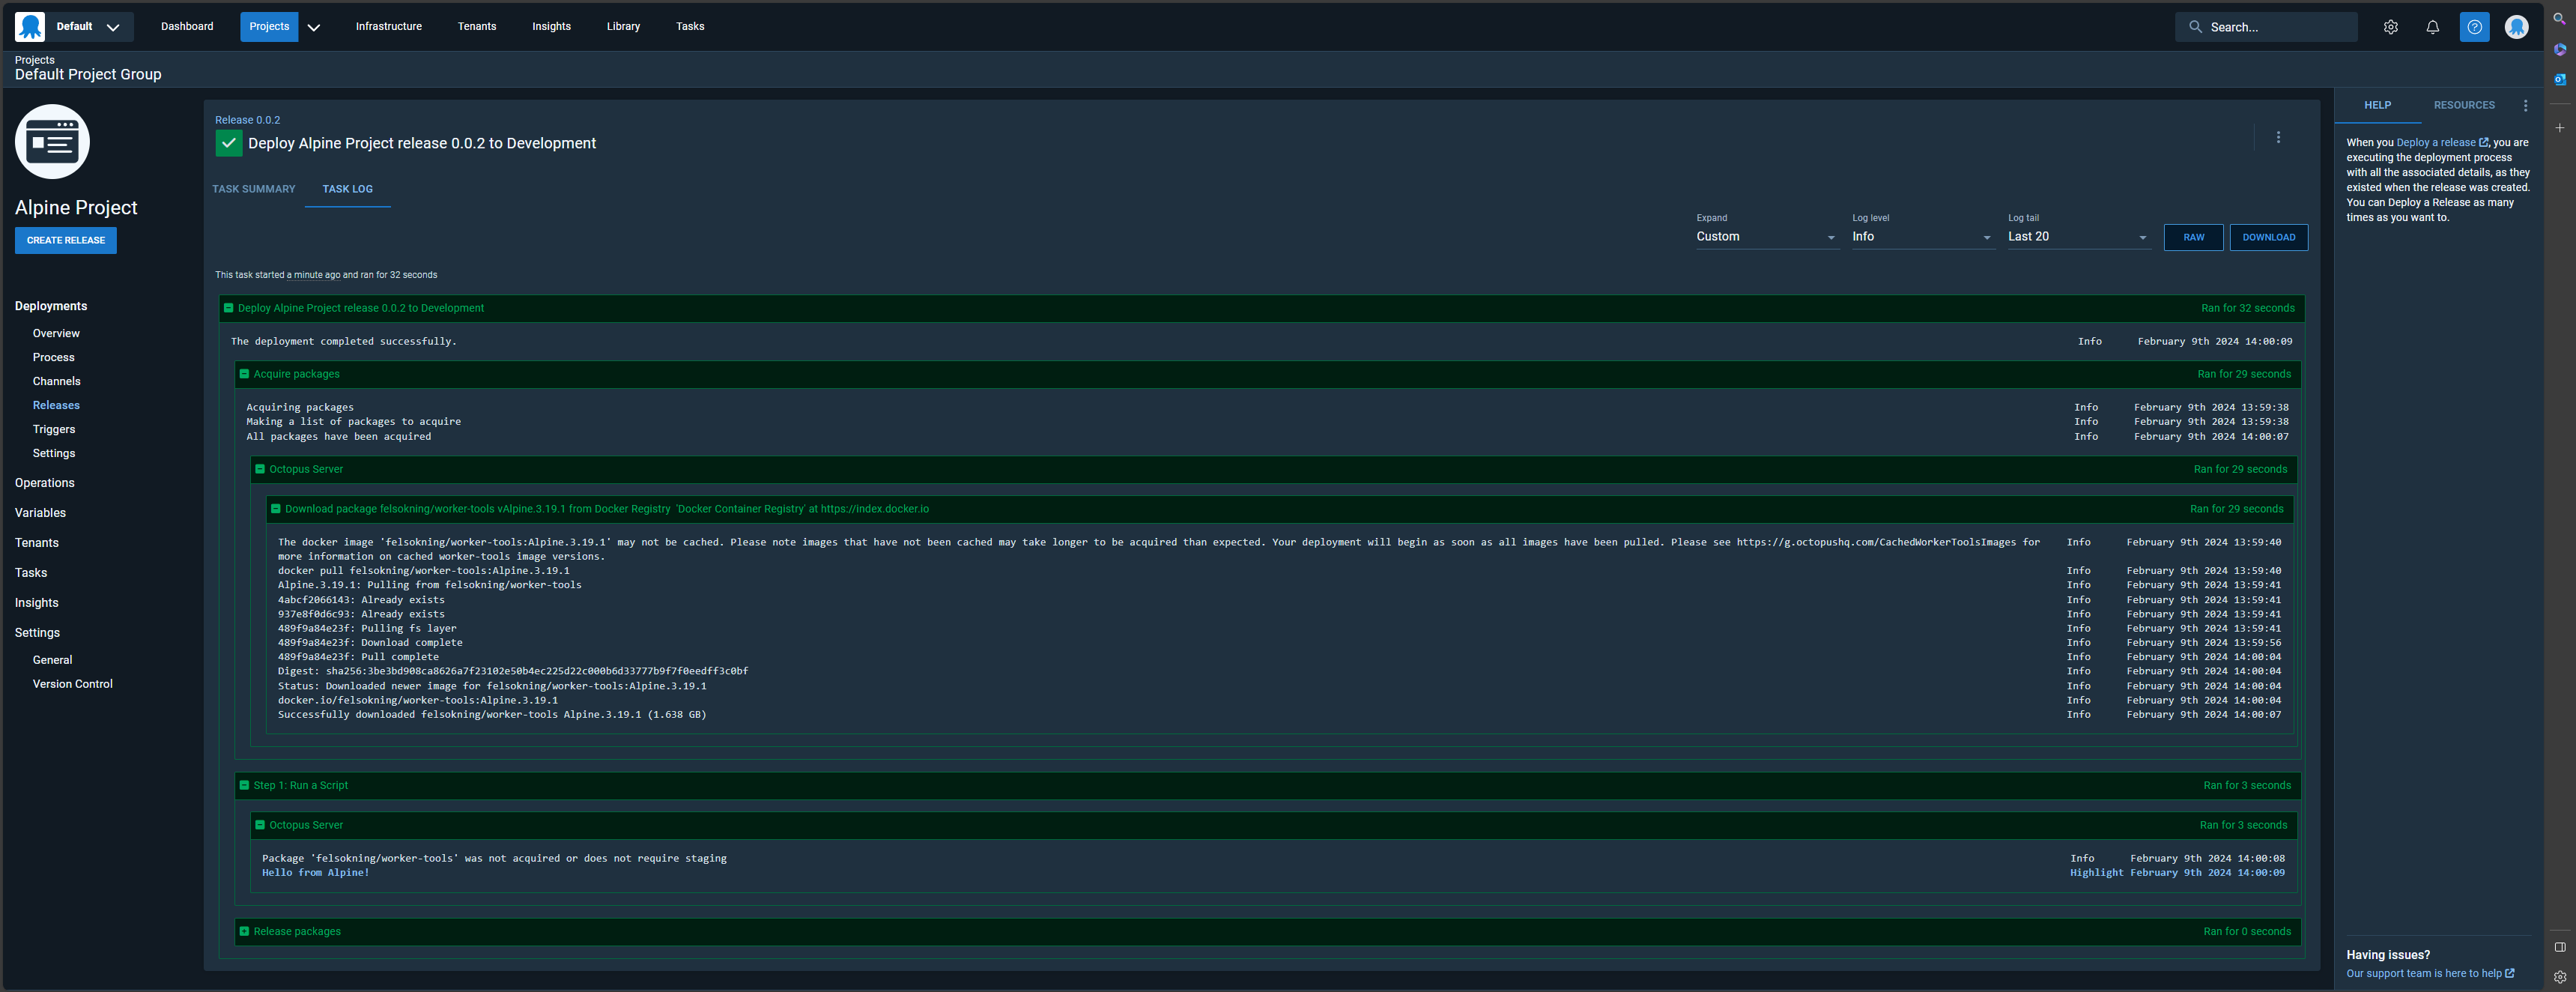 Default
Dashboard
Projects
Infrastructure
Tenants
Insights
Library
Tasks
Search...
Projects
Default Project Group
Alpine Project
CREATE RELEASE
Deployments
Overview
Process
Channels
Releases
Triggers
Settings
Operations
Variables
Tenants
Tasks
Insights
Settings
General
Version Control
Release 0.0.2
Deploy Alpine Project release 0.0.2 to Development
TASK SUMMARY
TASK LOG
Expand
Custom
Log level
Info
Log tail
Last 20
RAW
DOWNLOAD
This task started a minute ago and ran for 32 seconds
Deploy Alpine Project release 0.0.2 to Development Ran for 32 seconds
The deployment completed successfully. Info February 9th 2024 14:00:09
Acquire packages Ran for 29 seconds
Acquiring packages Info February 9th 2024 13:59:38
Making a list of packages to acquire Info February 9th 2024 13:59:38
All packages have been acquired Info February 9th 2024 14:00:07
Octopus Server Ran for 29 seconds
Download package felsokning/worker-tools vAlpine.3.19.1 from Docker Registry 'Docker Container Registry' at https://index.docker.io Ran for 29 seconds
The docker image 'felsokning/worker-tools:Alpine.3.19.1' may not be cached. Please note images that have not been cached may take longer to be acquired than expected. Your deployment will begin as soon as all images have been pulled. Please see https://g.octopushq.com/CachedWorkerToolsImages for Info February 9th 2024 13:59:40
more information on cached worker-tools image versions.
docker pull felsokning/worker-tools:Alpine.3.19.1 Info February 9th 2024 13:59:40
Alpine.3.19.1: Pulling from felsokning/worker-tools Info February 9th 2024 13:59:41
4abcf2066143: Already exists Info February 9th 2024 13:59:41
937e8f0d6c93: Already exists Info February 9th 2024 13:59:41
489f9a84e23f: Pulling fs layer Info February 9th 2024 13:59:41
489f9a84e23f: Download complete Info February 9th 2024 13:59:56
489f9a84e23f: Pull complete Info February 9th 2024 14:00:04
Digest: sha256:3be3bd908ca8626a7f23102e50b4ec225d22c000b6d33777b9f7f0eedff3c0bf Info February 9th 2024 14:00:04
Status: Downloaded newer image for felsokning/worker-tools:Alpine.3.19.1 Info February 9th 2024 14:00:04
docker.io/felsokning/worker-tools:Alpine.3.19.1 Info February 9th 2024 14:00:04
Successfully downloaded felsokning/worker-tools Alpine.3.19.1 (1.638 GB) Info February 9th 2024 14:00:07
Step 1: Run a Script Ran for 3 seconds
Octopus Server Ran for 3 seconds
Package 'felsokning/worker-tools' was not acquired or does not require staging Info February 9th 2024 14:00:08
Hello from Alpine! Highlight February 9th 2024 14:00:09
Release packages Ran for 0 seconds
HELP
RESOURCES
When you Deploy a release, you are
executing the deployment process
with all the associated details, as they
existed when the release was created.
You can Deploy a Release as many
times as you want to.
Having issues?
Our support team is here to help